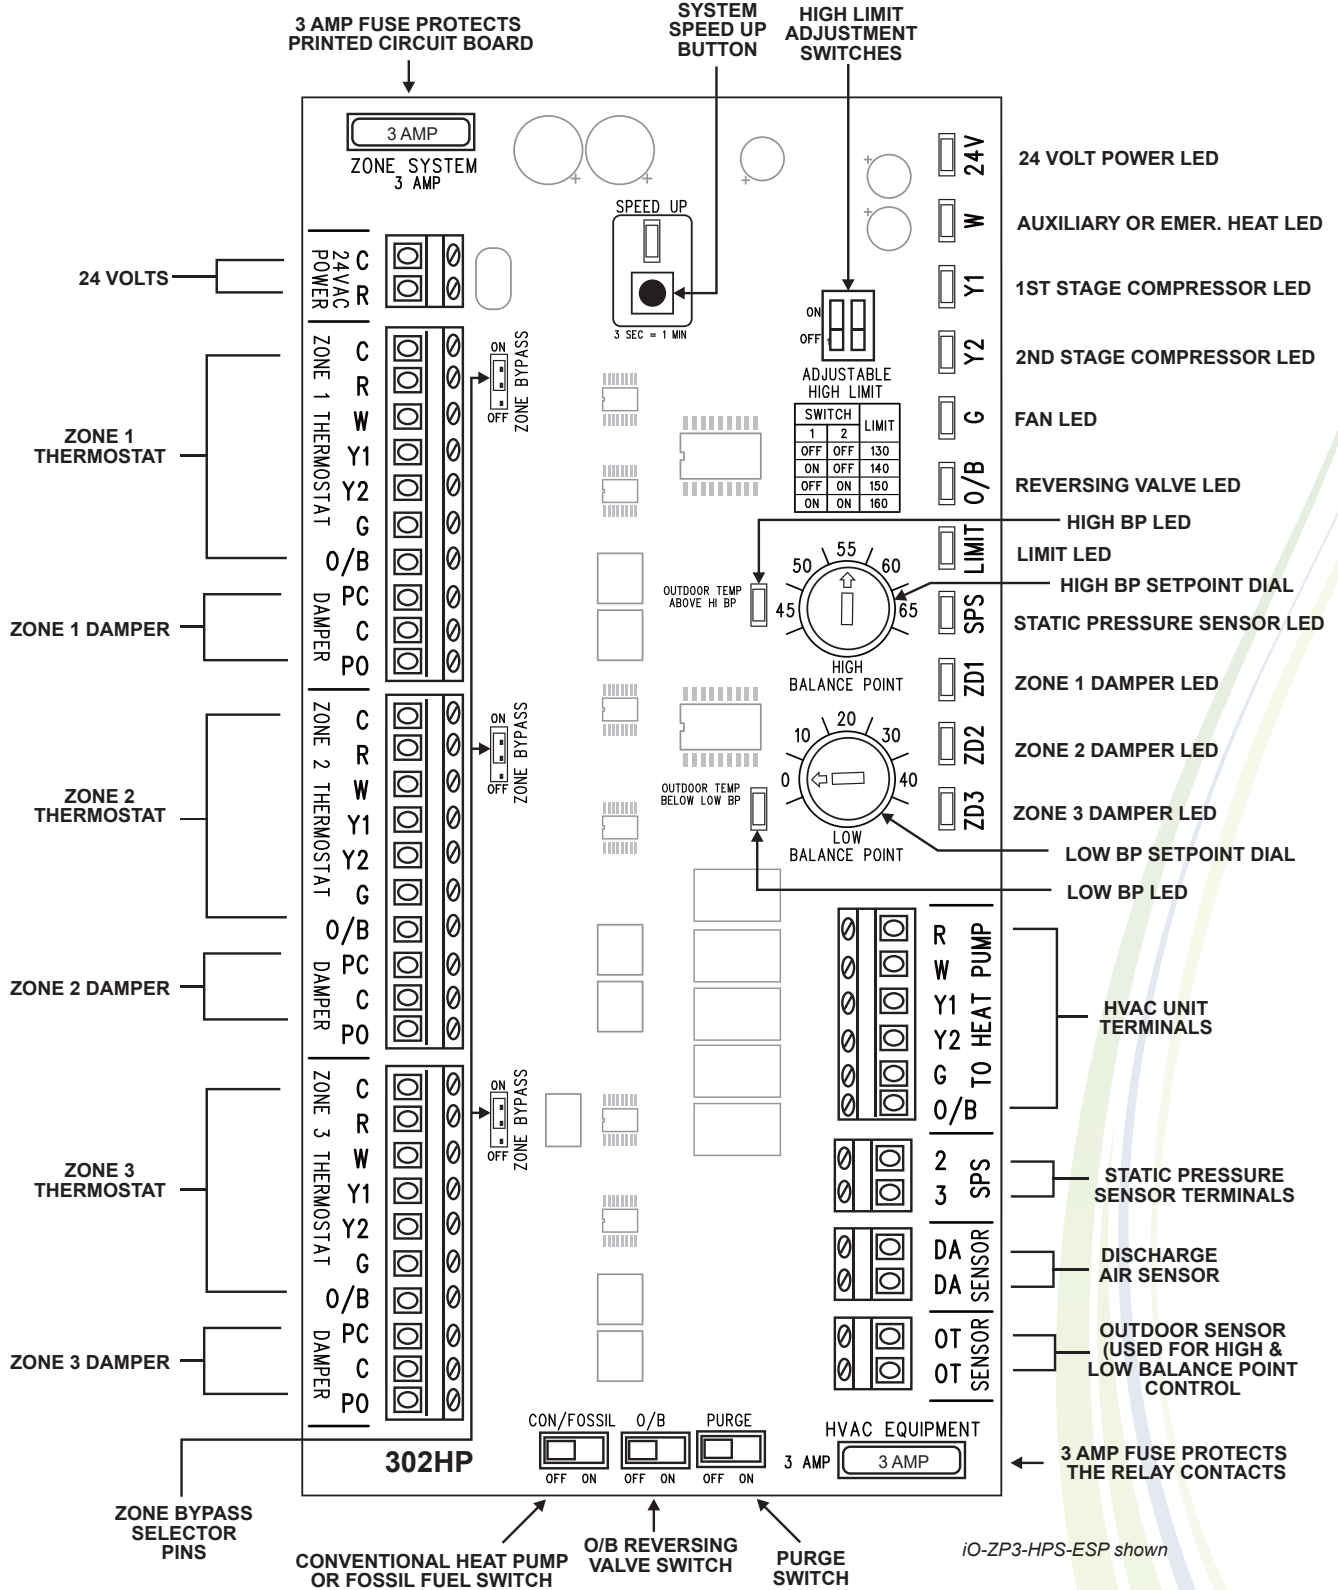 3 AMP FUSE PROTECTS
PRINTED CIRCUIT BOARD
SYSTEM
SPEED UP
BUTTON
HIGH LIMIT
ADJUSTMENT
SWITCHES
3 AMP
ZONE SYSTEM
3 AMP
SPEED UP
3 SEC = 1 MIN
24 VOLTS
24VAC
POWER
C
R
ZONE 1
THERMOSTAT
ZONE 1 THERMOSTAT
C
R
W
Y1
Y2
G
O/B
ON
OFF
ZONE BYPASS
ZONE 1 DAMPER
DAMPER
PC
C
PO
ZONE 2
THERMOSTAT
ZONE 2 THERMOSTAT
C
R
W
Y1
Y2
G
O/B
ON
OFF
ZONE BYPASS
ZONE 2 DAMPER
DAMPER
PC
C
PO
ZONE 3
THERMOSTAT
ZONE 3 THERMOSTAT
C
R
W
Y1
Y2
G
O/B
ON
OFF
ZONE BYPASS
ZONE 3 DAMPER
DAMPER
PC
C
PO
ON
OFF
1
ADJUSTABLE
HIGH LIMIT
SWITCH LIMIT
1 2
OFF OFF 130
ON OFF 140
OFF ON 150
ON ON 160
OUTDOOR TEMP
ABOVE HI BP
45 50 55 60 65
HIGH
BALANCE POINT
OUTDOOR TEMP
BELOW LOW BP
0 10 20 30 40
LOW
BALANCE POINT
24V
24 VOLT POWER LED
W
AUXILIARY OR EMER. HEAT LED
Y1
1ST STAGE COMPRESSOR LED
Y2
2ND STAGE COMPRESSOR LED
G
FAN LED
O/B
REVERSING VALVE LED
HIGH BP LED
LIMIT
LIMIT LED
HIGH BP SETPOINT DIAL
SPS
STATIC PRESSURE SENSOR LED
ZD1
ZONE 1 DAMPER LED
ZD2
ZONE 2 DAMPER LED
ZD3
ZONE 3 DAMPER LED
LOW BP SETPOINT DIAL
LOW BP LED
R
W
Y1
Y2
G
O/B
TO HEAT PUMP
HVAC UNIT
TERMINALS
2
3
SPS
STATIC PRESSURE
SENSOR TERMINALS
DA
DA
SENSOR
DISCHARGE
AIR SENSOR
OT
OT
SENSOR
OUTDOOR SENSOR
(USED FOR HIGH &
LOW BALANCE POINT
CONTROL
302HP
CON/FOSSIL
OFF ON
O/B
OFF ON
PURGE
OFF ON
HVAC EQUIPMENT
3 AMP
3 AMP
3 AMP FUSE PROTECTS
THE RELAY CONTACTS
ZONE BYPASS
SELECTOR
PINS
CONVENTIONAL HEAT PUMP
OR FOSSIL FUEL SWITCH
O/B REVERSING
VALVE SWITCH
PURGE
SWITCH
iO-ZP3-HPS-ESP shown